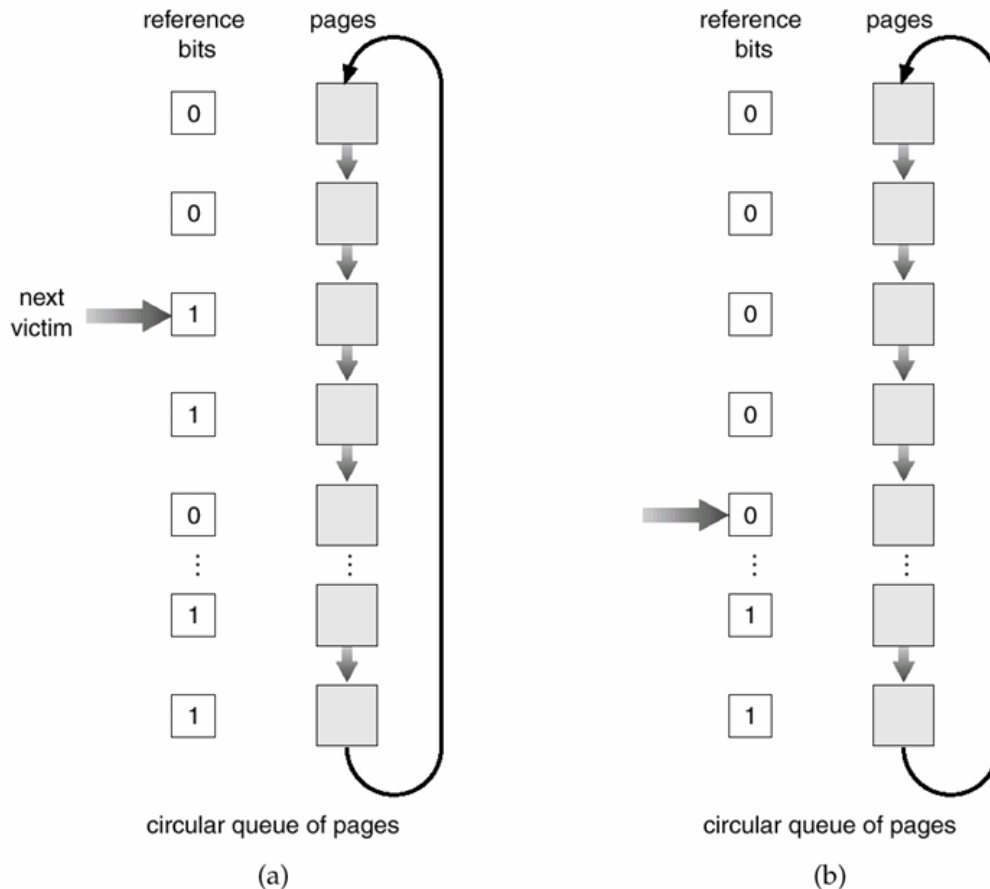 reference bits
pages
0
0
next victim
1
1
0
⋮ ⋮
1
1
circular queue of pages
(a)
reference bits
pages
0
0
0
0
0
⋮ ⋮
1
1
circular queue of pages
(b)